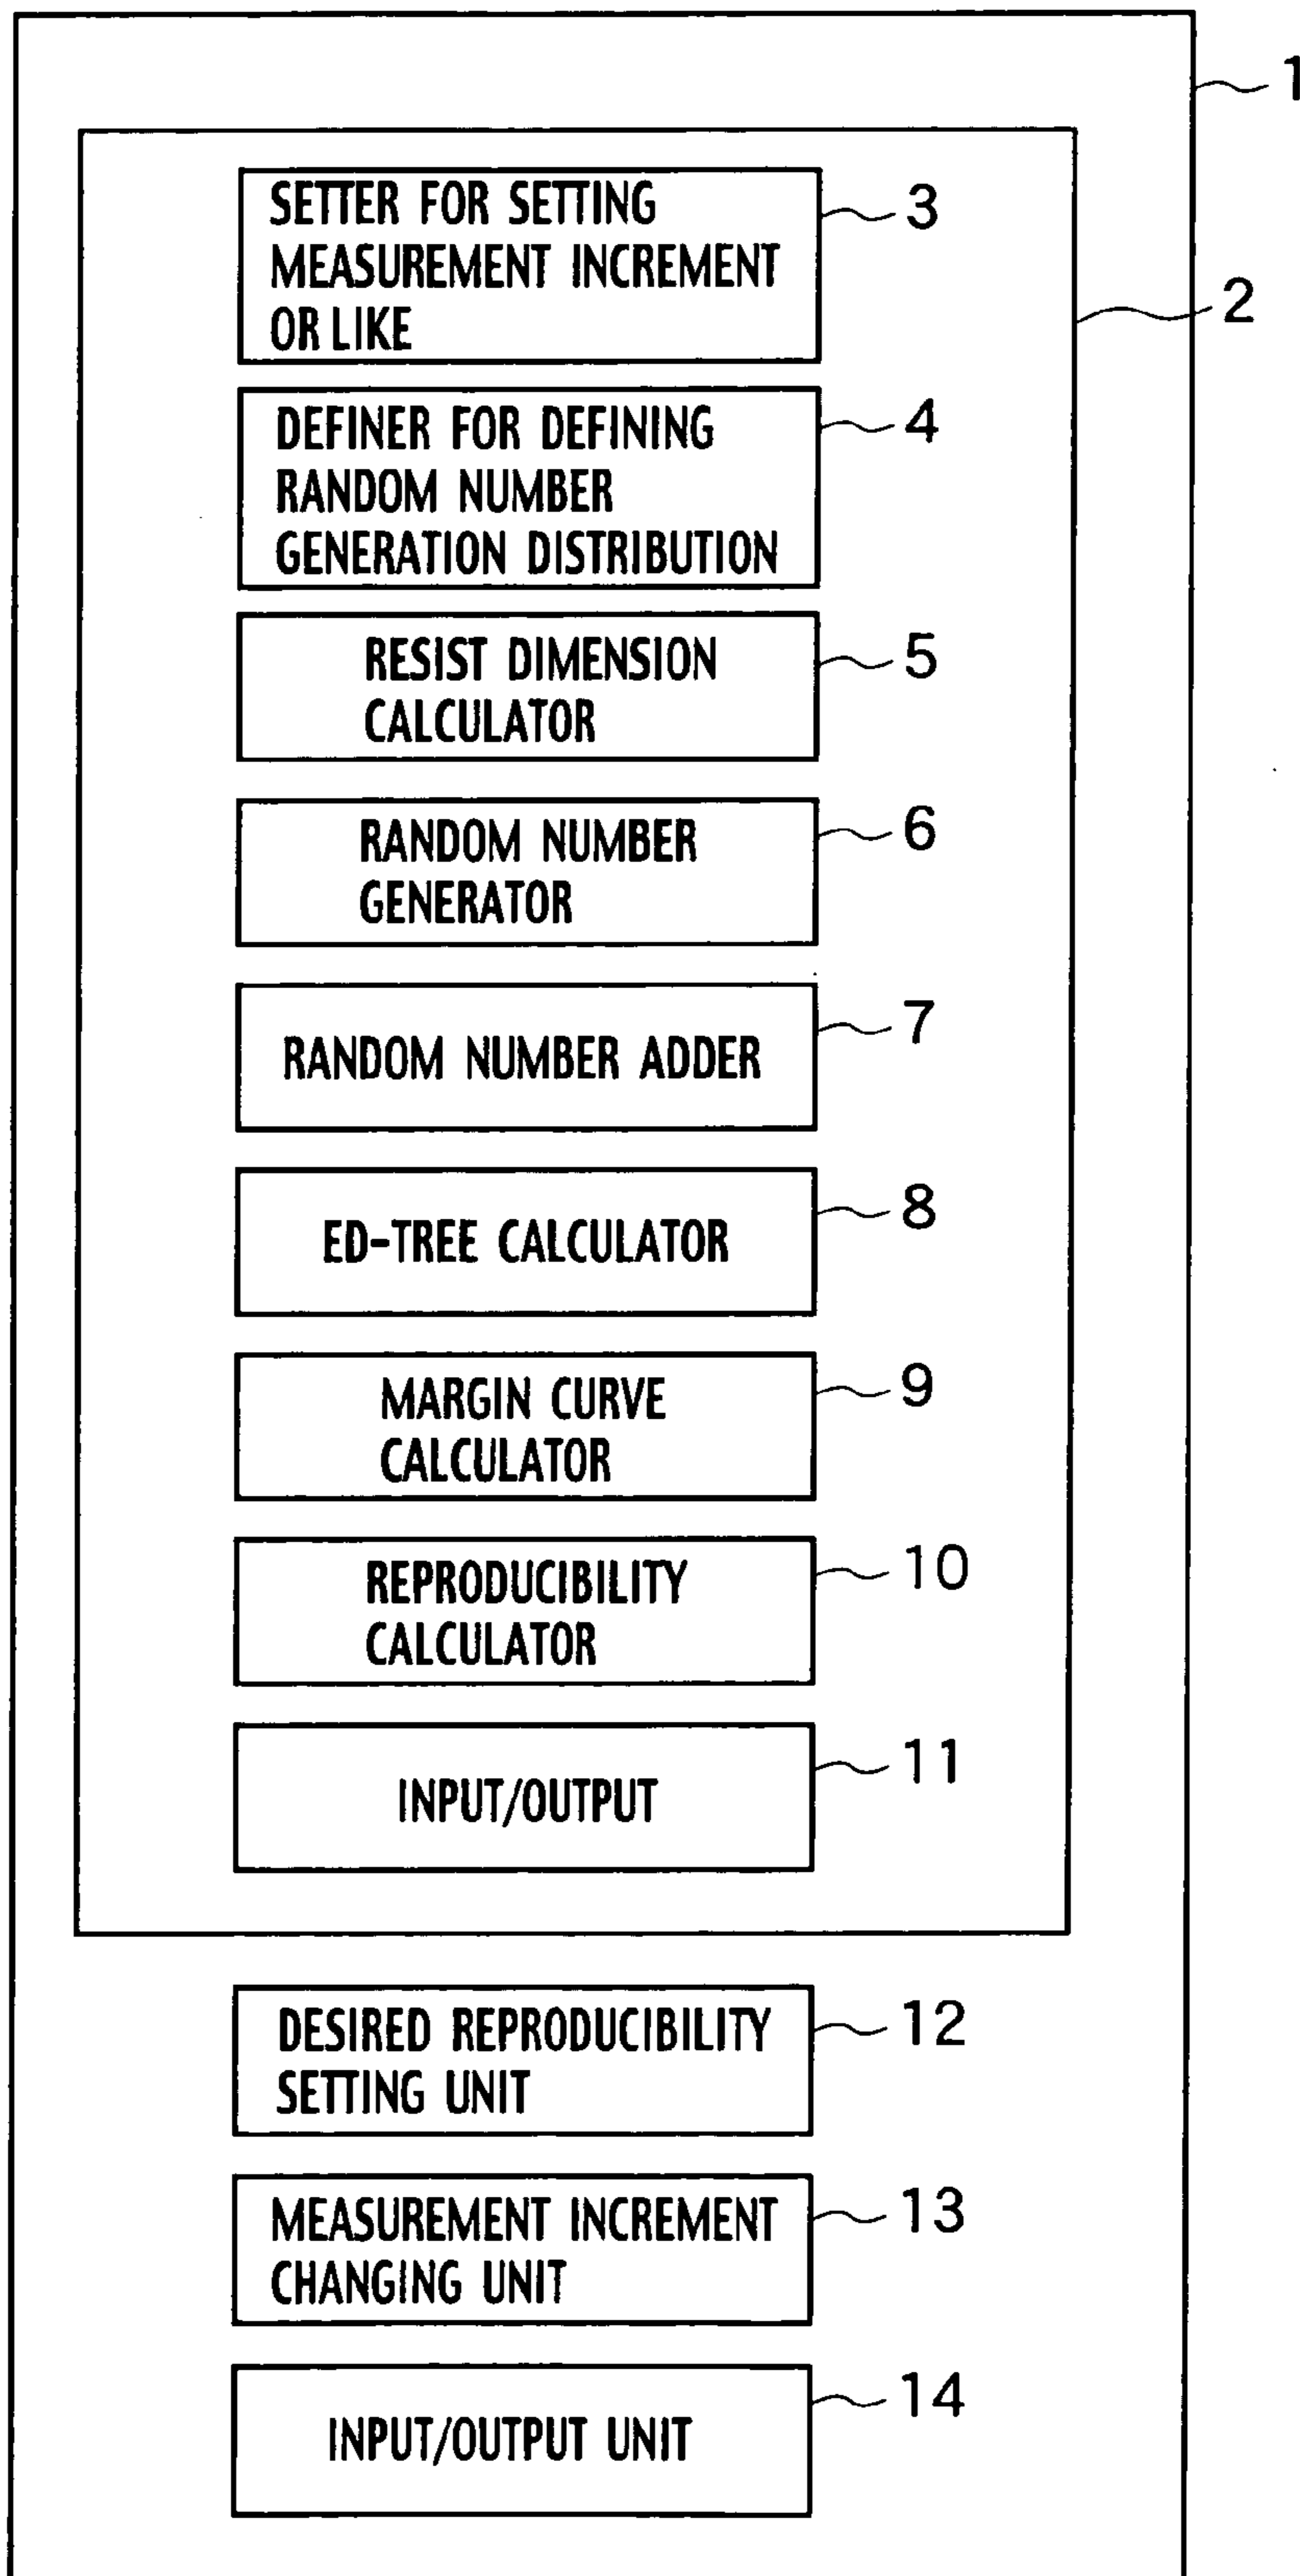 1
SETTER FOR SETTING
MEASUREMENT INCREMENT
OR LIKE
3
2
DEFINER FOR DEFINING
RANDOM NUMBER
GENERATION DISTRIBUTION
4
RESIST DIMENSION
CALCULATOR
5
RANDOM NUMBER
GENERATOR
6
RANDOM NUMBER ADDER
7
ED-TREE CALCULATOR
8
MARGIN CURVE
CALCULATOR
9
REPRODUCIBILITY
CALCULATOR
10
INPUT/OUTPUT
11
DESIRED REPRODUCIBILITY
SETTING UNIT
12
MEASUREMENT INCREMENT
CHANGING UNIT
13
INPUT/OUTPUT UNIT
14